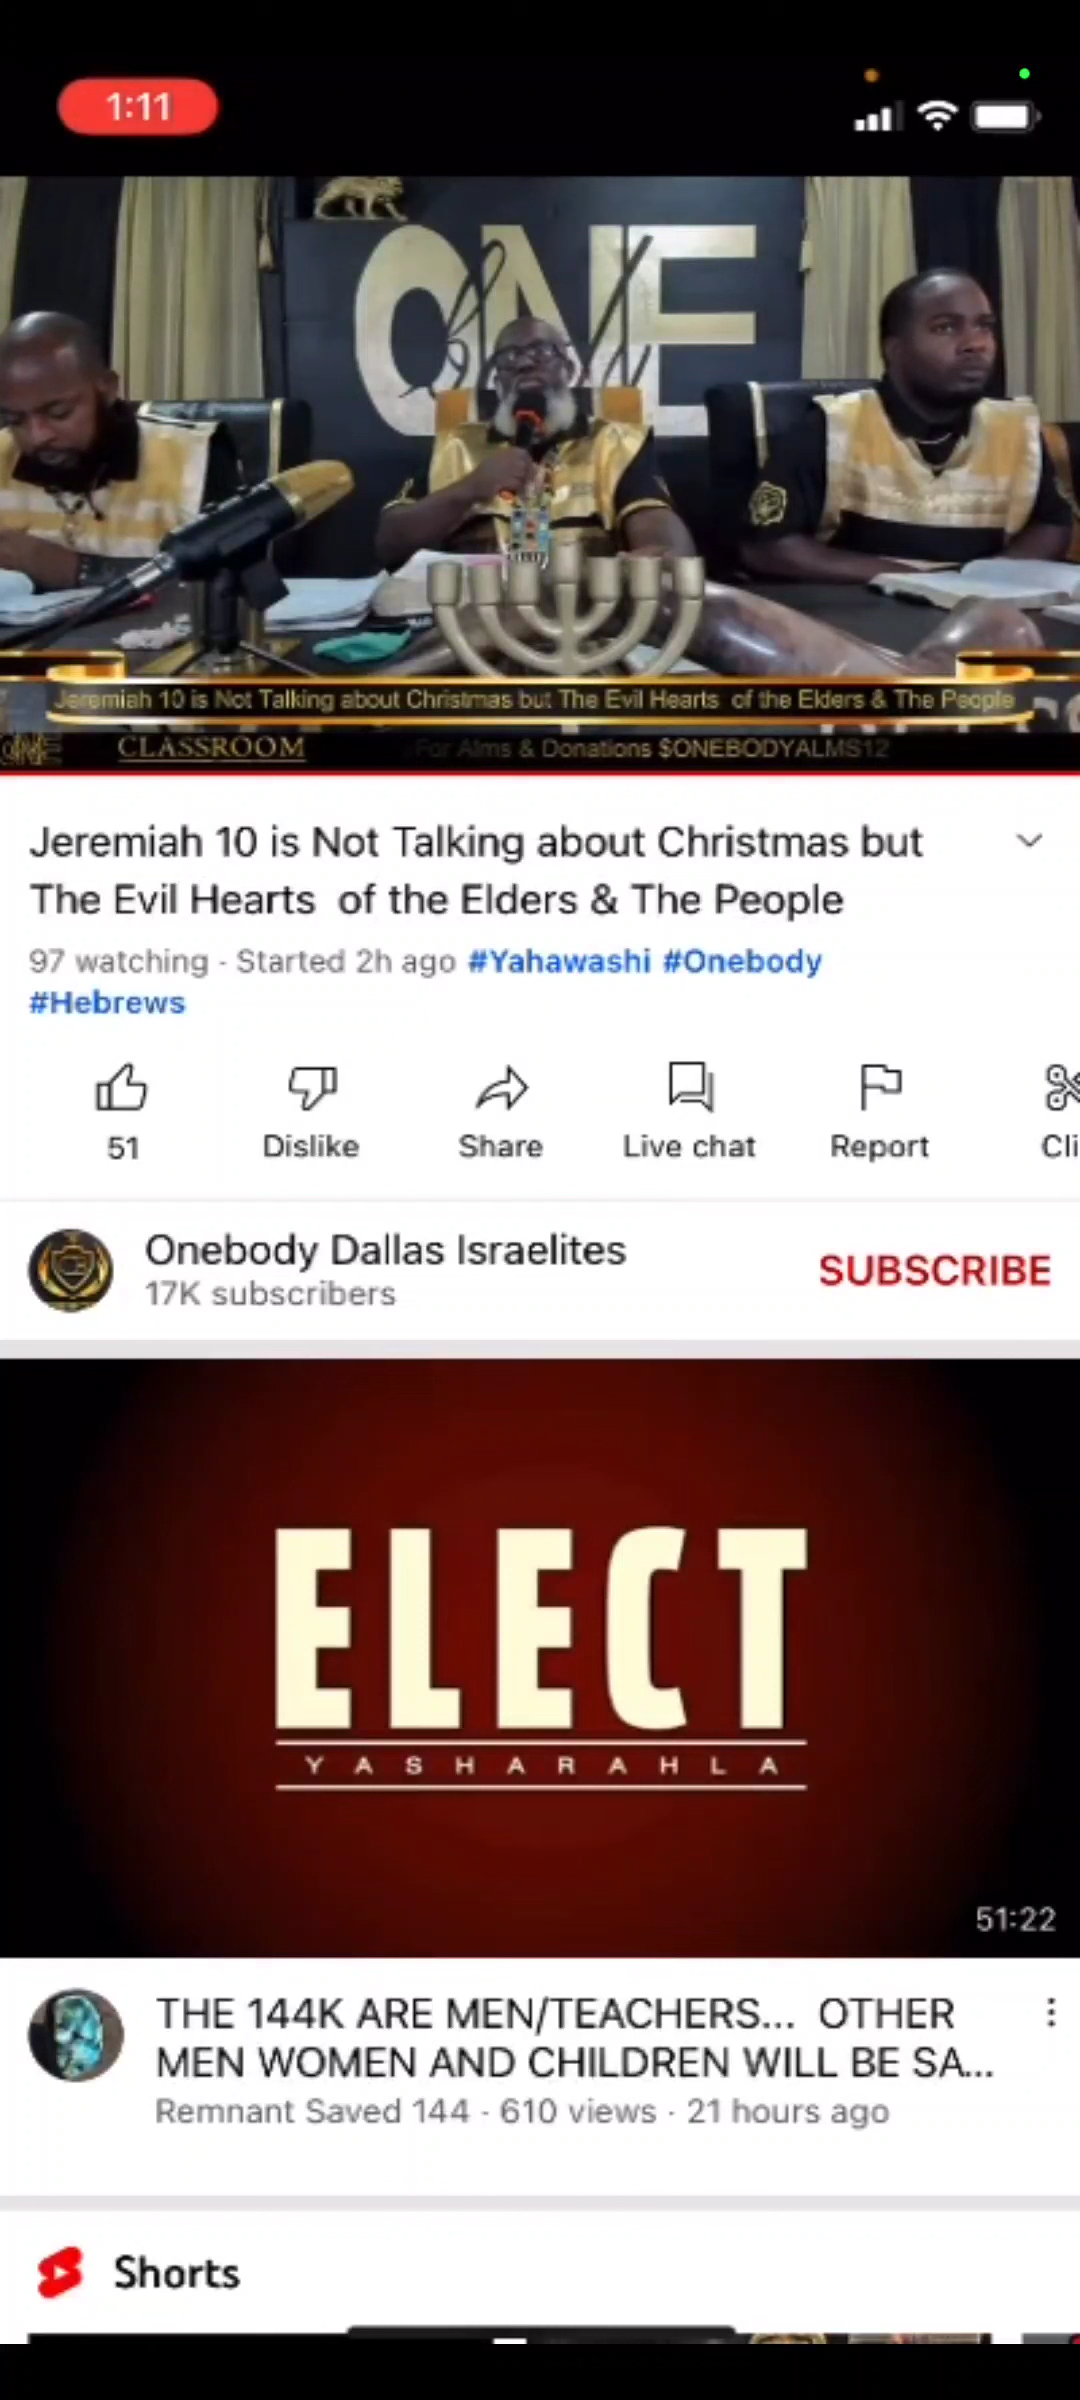 1:11
ONE
Jeremiah 10 is Not Talking about Christmas but The Evil Hearts of the Elders & The People
ONE
CLASSROOM
For Alms & Donations $ONEBODYALMS12
Jeremiah 10 is Not Talking about Christmas but
The Evil Hearts of the Elders & The People
97 watching · Started 2h ago #Yahawashi #Onebody
#Hebrews
51
Dislike
Share
Live chat
Report
Cli
Onebody Dallas Israelites
17K subscribers
SUBSCRIBE
ELECT
YASHARAHLA
51:22
THE 144K ARE MEN/TEACHERS... OTHER
MEN WOMEN AND CHILDREN WILL BE SA...
Remnant Saved 144 · 610 views · 21 hours ago
Shorts